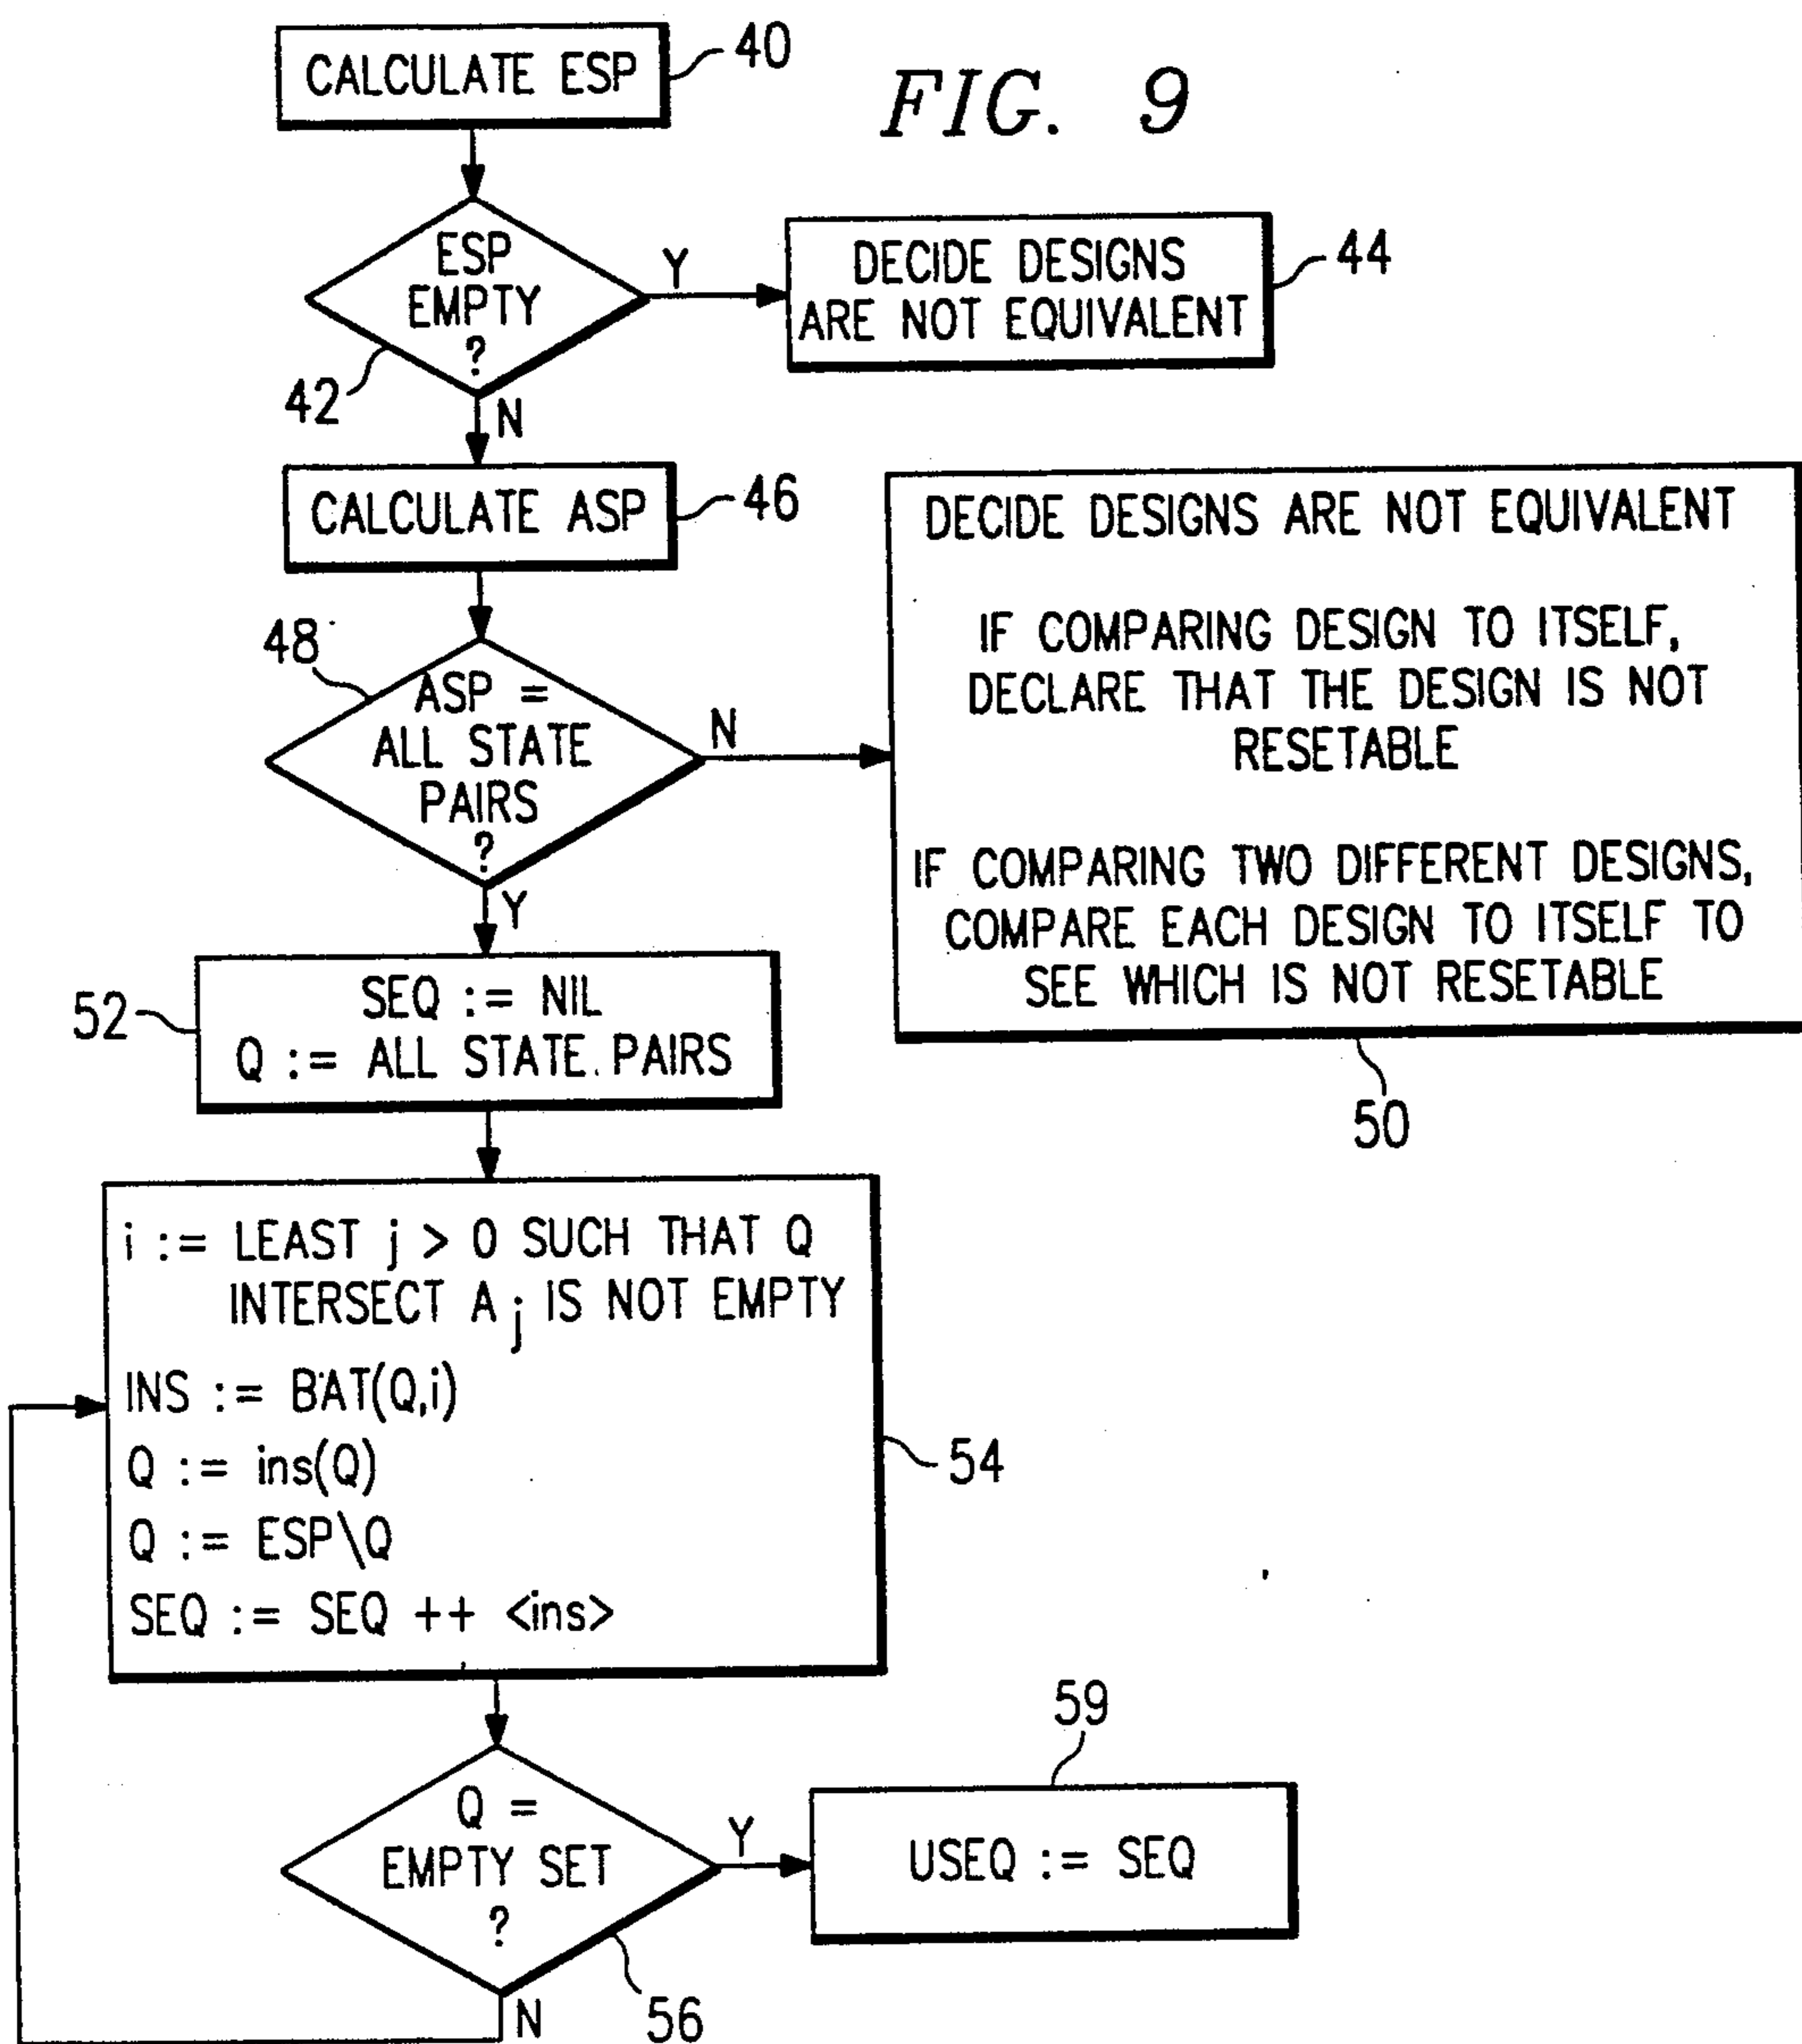 CALCULATE ESP
40
FIG. 9
ESP
EMPTY
?
42
Y
N
DECIDE DESIGNS
ARE NOT EQUIVALENT
44
CALCULATE ASP
46
48
ASP =
ALL STATE
PAIRS
?
N
Y
DECIDE DESIGNS ARE NOT EQUIVALENT
IF COMPARING DESIGN TO ITSELF,
DECLARE THAT THE DESIGN IS NOT
RESETABLE
IF COMPARING TWO DIFFERENT DESIGNS,
COMPARE EACH DESIGN TO ITSELF TO
SEE WHICH IS NOT RESETABLE
50
52
SEQ := NIL
Q := ALL STATE PAIRS
i := LEAST j > 0 SUCH THAT Q
INTERSECT A j IS NOT EMPTY
INS := BAT(Q,i)
Q := ins(Q)
Q := ESP\Q
SEQ := SEQ ++ <ins>
54
Q =
EMPTY SET
?
56
Y
N
59
USEQ := SEQ